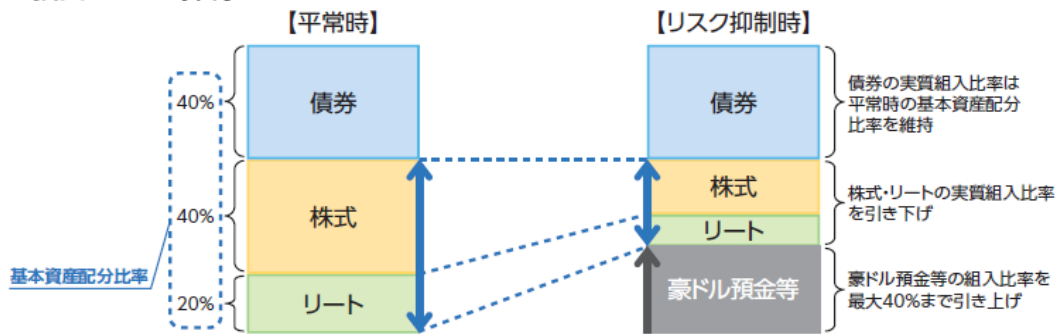 【平常時】
【リスク抑制時】
40%
債券
40%
株式
20%
リート
基本資産配分比率
債券
株式
リート
豪ドル預金等
債券の実質組入比率は
平常時の基本資産配分
比率を維持
株式・リートの実質組入比率
を引き下げ
豪ドル預金等の組入比率を
最大40%まで引き上げ